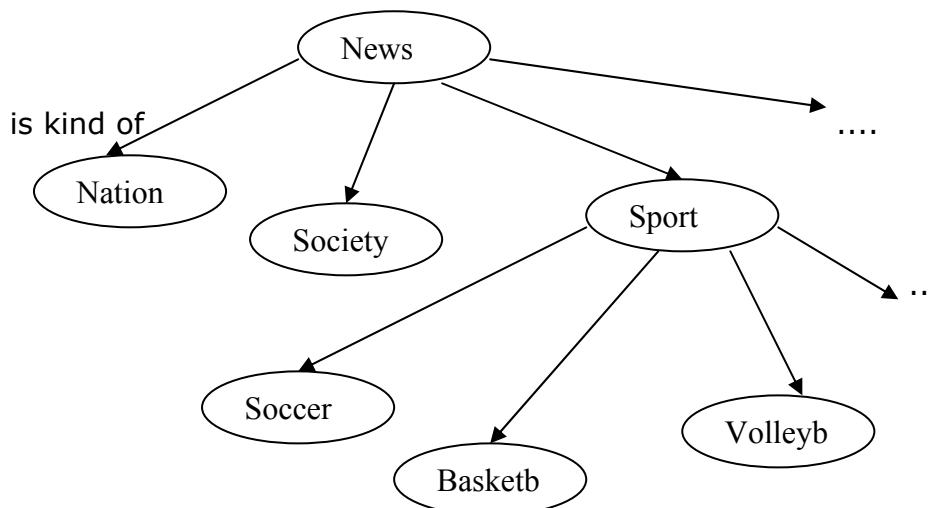 News
is kind of
....
Nation
Society
Sport
..
Soccer
Volleyb
Basketb